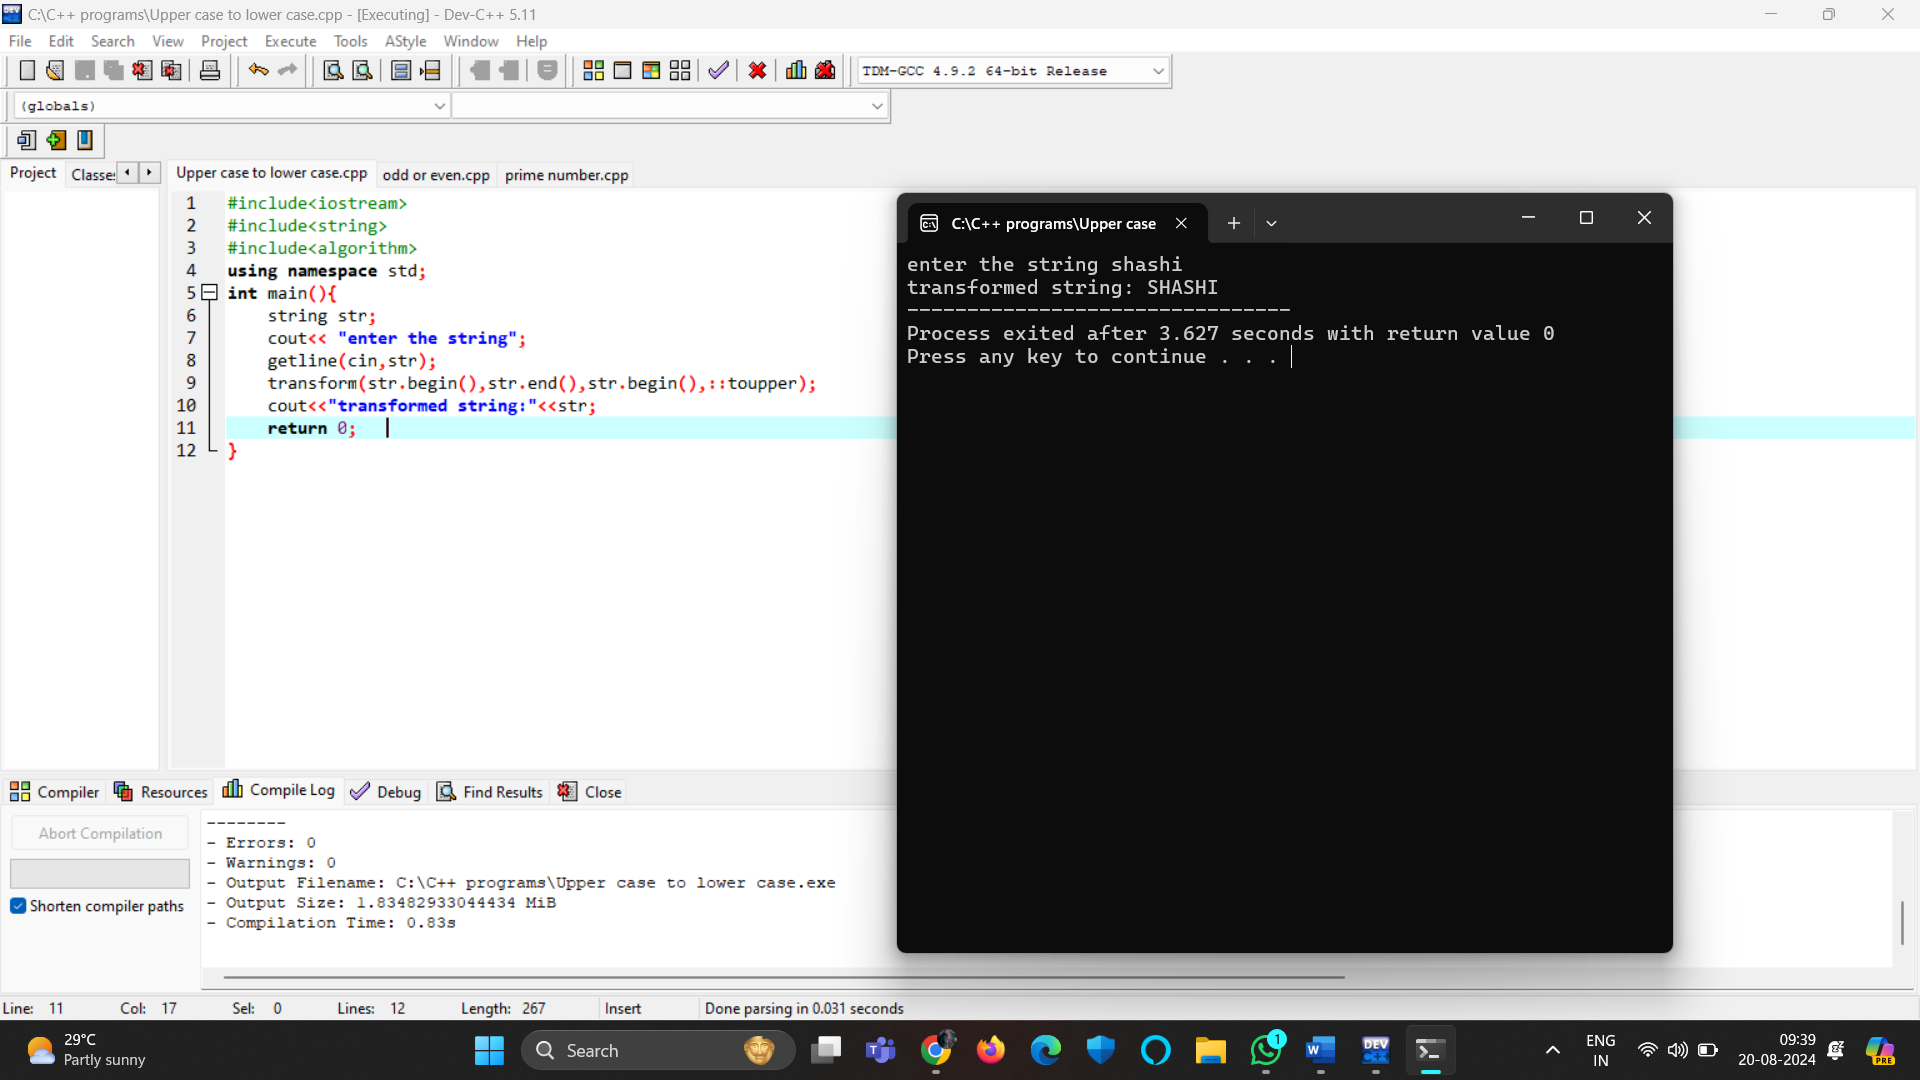 C:\C++ programs\Upper case to lower case.cpp - [Executing] - Dev-C++ 5.11
File Edit Search View Project Execute Tools AStyle Window Help
TDM-GCC 4.9.2 64-bit Release
(globals)
Project Classes Upper case to lower case.cpp odd or even.cpp prime number.cpp
1 #include<iostream>
2 #include<string>
3 #include<algorithm>
4 using namespace std;
5 int main(){
6 string str;
7 cout<< "enter the string";
8 getline(cin,str);
9 transform(str.begin(),str.end(),str.begin(),::toupper);
10 cout<<"transformed string:"<<str;
11 return 0;
12 }
C:\C++ programs\Upper case
enter the string shashi
transformed string: SHASHI
--------------------------------
Process exited after 3.627 seconds with return value 0
Press any key to continue . . .
Compiler Resources Compile Log Debug Find Results Close
Abort Compilation
Shorten compiler paths
--------
- Errors: 0
- Warnings: 0
- Output Filename: C:\C++ programs\Upper case to lower case.exe
- Output Size: 1.83482933044434 MiB
- Compilation Time: 0.83s
Line: 11 Col: 17 Sel: 0 Lines: 12 Length: 267 Insert Done parsing in 0.031 seconds
29°C
Partly sunny
Search
1
DEV
C++
PRE
ENG
IN
09:39
20-08-2024